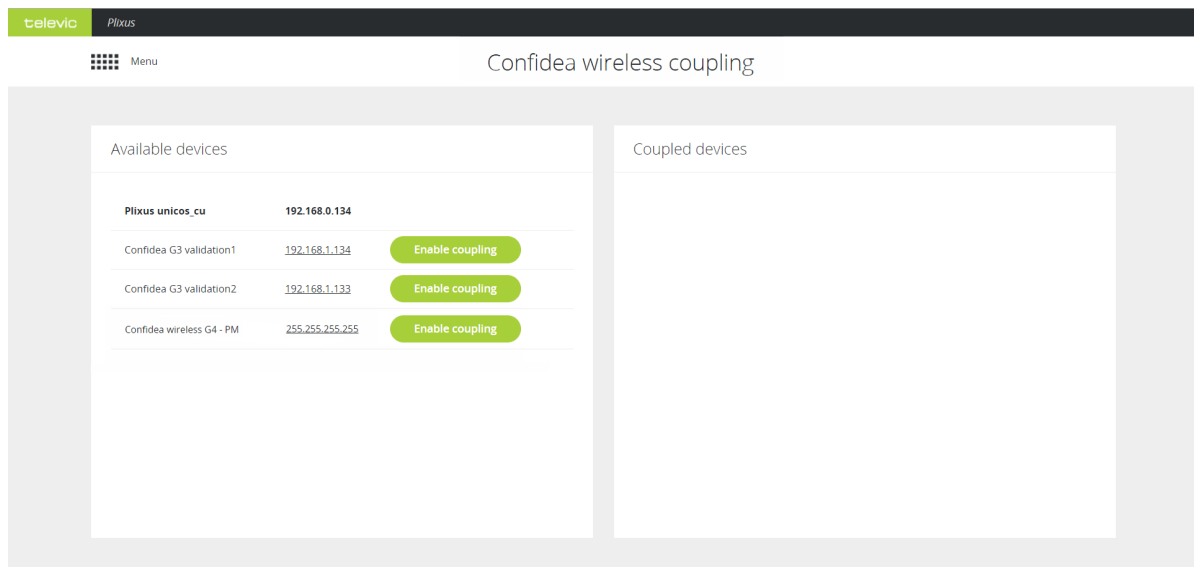 televic Plixus
Menu
Confidea wireless coupling
Available devices
Plixus unicos_cu 192.168.0.134
Confidea G3 validation1 192.168.1.134 Enable coupling
Confidea G3 validation2 192.168.1.133 Enable coupling
Confidea wireless G4 - PM 255.255.255.255 Enable coupling
Coupled devices